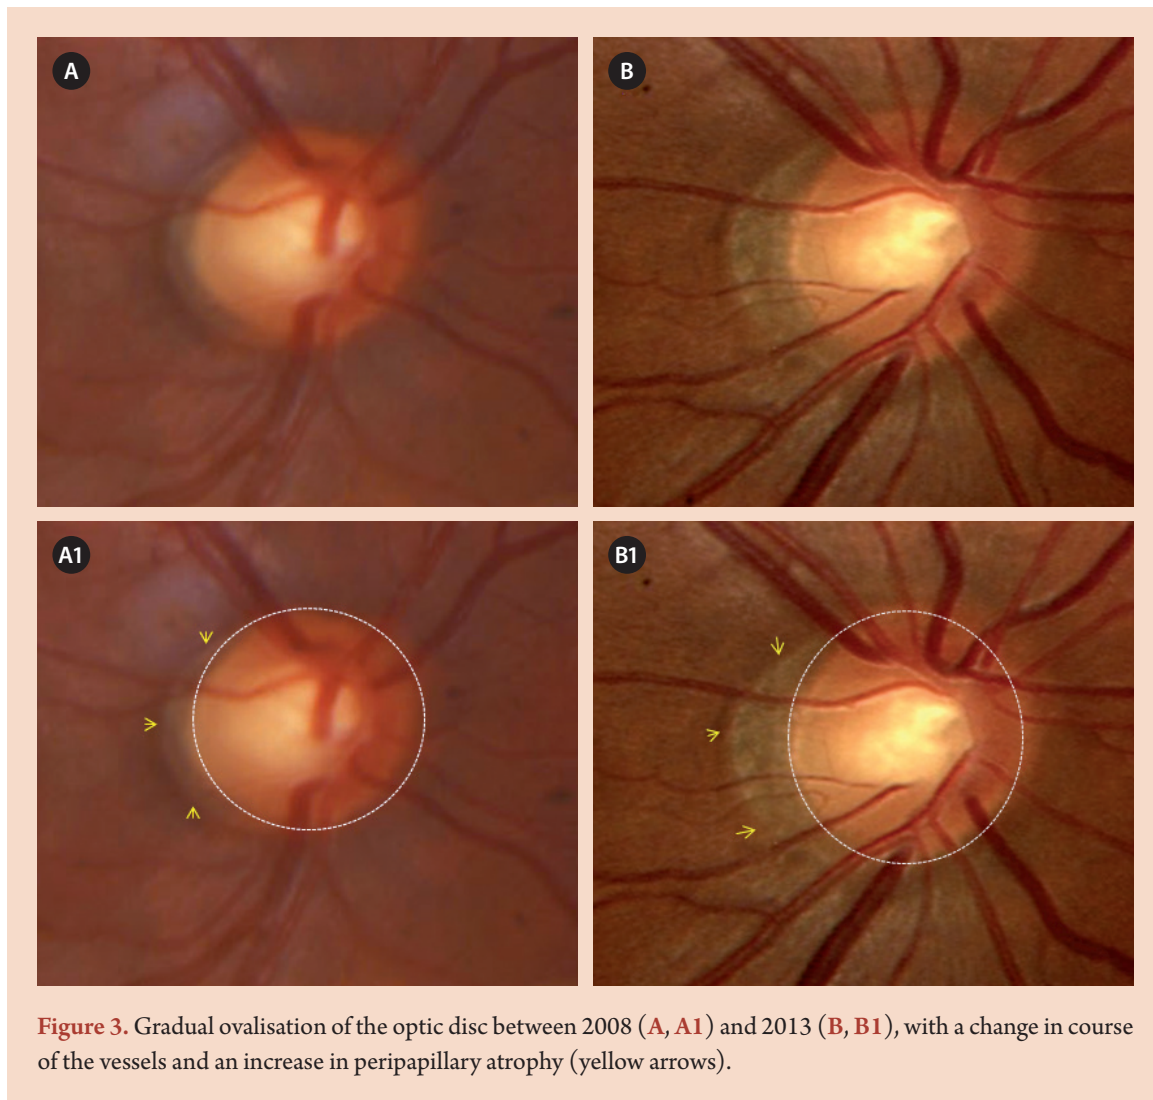 A
B
A1
B1
Figure 3. Gradual ovalisation of the optic disc between 2008 (A, A1) and 2013 (B, B1), with a change in course
of the vessels and an increase in peripapillary atrophy (yellow arrows).